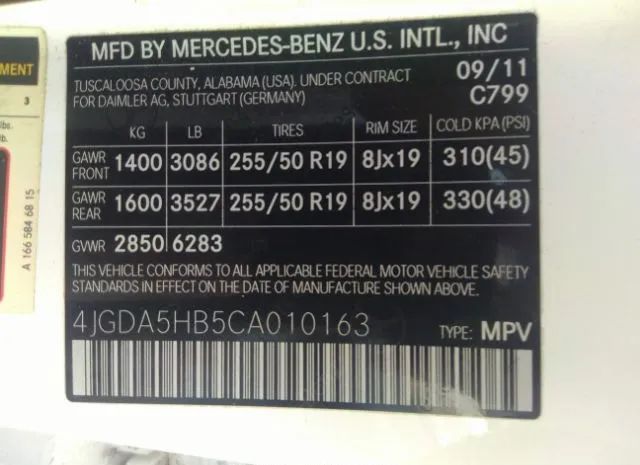 MFD BY MERCEDES-BENZ U.S. INTL., INC
TUSCALOOSA COUNTY, ALABAMA (USA). UNDER CONTRACT
FOR DAIMLER AG, STUTTGART (GERMANY)
09/11
C799
KG LB TIRES RIM SIZE COLD KPA (PSI)
GAWR FRONT 1400 3086 255/50 R19 8Jx19 310(45)
GAWR REAR 1600 3527 255/50 R19 8Jx19 330(48)
GVWR 2850 6283
THIS VEHICLE CONFORMS TO ALL APPLICABLE FEDERAL MOTOR VEHICLE SAFETY
STANDARDS IN EFFECT ON THE DATE OF MANUFACTURE SHOWN ABOVE.
4JGDA5HB5CA010163 TYPE: MPV
3
lbs.
lb.
A 166 584 68 15